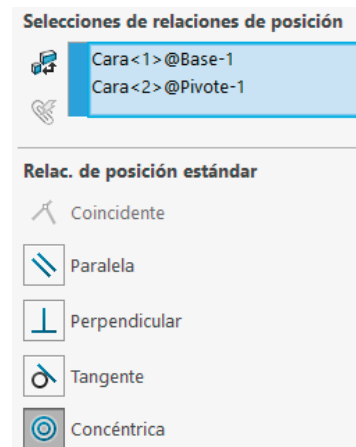 Selecciones de relaciones de posición
Cara<1>@Base-1
Cara<2>@Pivote-1
Relac. de posición estándar
Coincidente
Paralela
Perpendicular
Tangente
Concéntrica